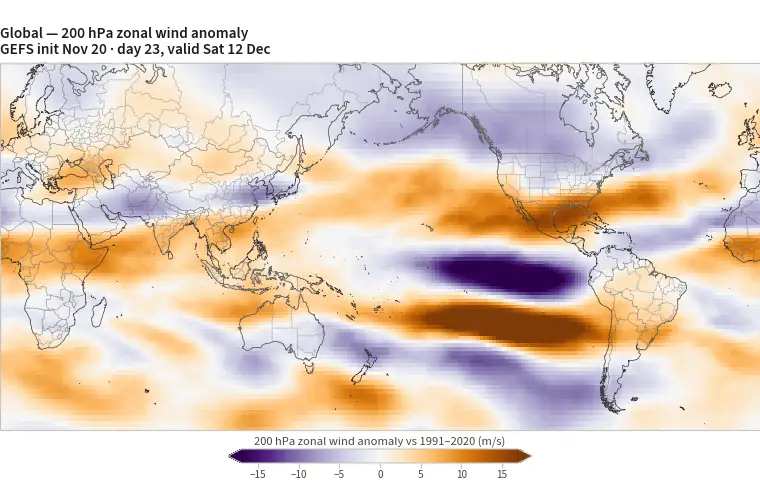 Global — 200 hPa zonal wind anomaly
GEFS init Nov 20 · day 23, valid Sat 12 Dec
200 hPa zonal wind anomaly vs 1991–2020 (m/s)
−15 −10 −5 0 5 10 15